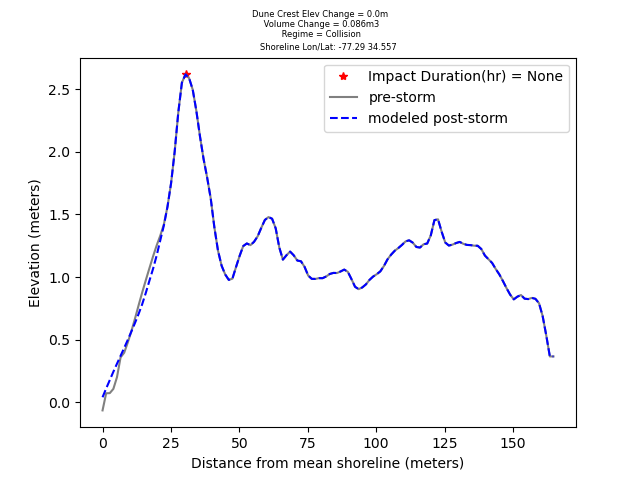 Dune Crest Elev Change = 0.0m
Volume Change = 0.086m3
Regime = Collision
Shoreline Lon/Lat: -77.29 34.557
Impact Duration(hr) = None
pre-storm
modeled post-storm
2.5
2.0
1.5
1.0
0.5
0.0
Elevation (meters)
0 25 50 75 100 125 150
Distance from mean shoreline (meters)